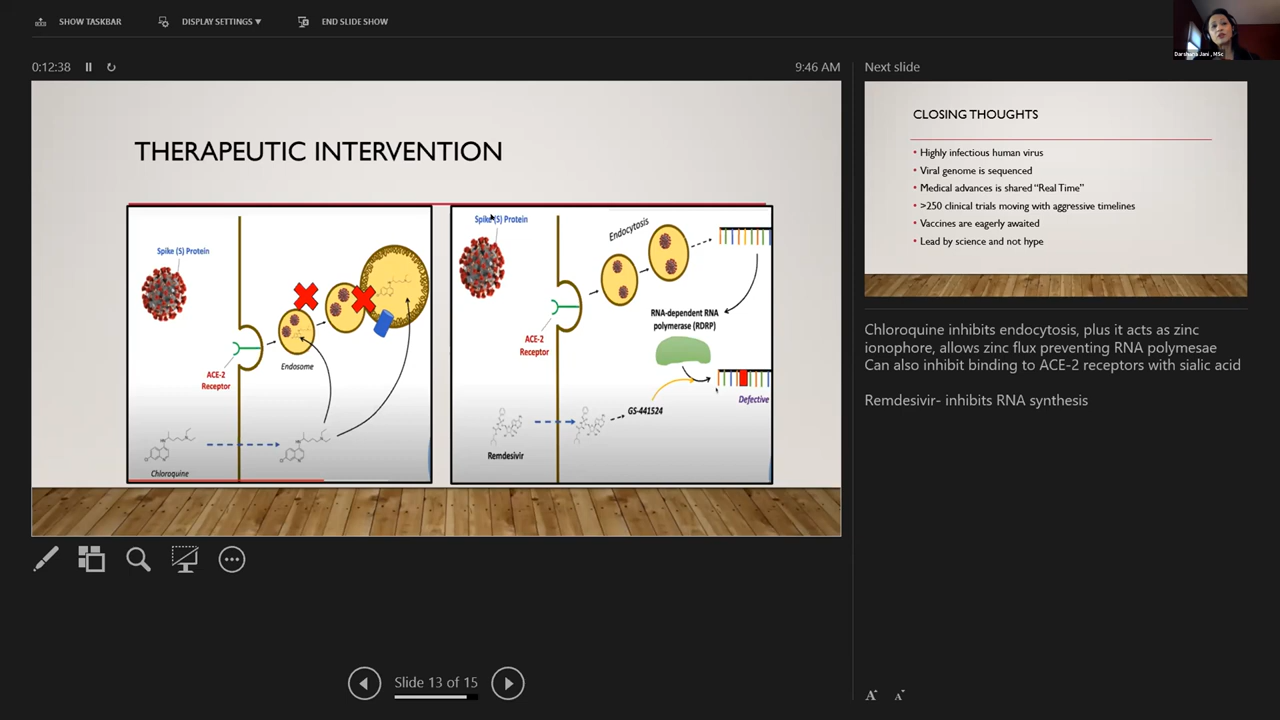 SHOW TASKBAR
DISPLAY SETTINGS ▼
END SLIDE SHOW
0:12:38
9:46 AM
THERAPEUTIC INTERVENTION
Spike (S) Protein
ACE-2
Receptor
Endosome
Chloroquine
Spike (S) Protein
Endocytosis
ACE-2
Receptor
RNA-dependent RNA
polymerase (RDRP)
GS-441524
Defective
Remdesivir
Slide 13 of 15
Darshana Jani , MSc
Next slide
CLOSING THOUGHTS
• Highly infectious human virus
• Viral genome is sequenced
• Medical advances is shared “Real Time”
• >250 clinical trials moving with aggressive timelines
• Vaccines are eagerly awaited
• Lead by science and not hype
Chloroquine inhibits endocytosis, plus it acts as zinc
ionophore, allows zinc flux preventing RNA polymesae
Can also inhibit binding to ACE-2 receptors with sialic acid
Remdesivir- inhibits RNA synthesis
A A